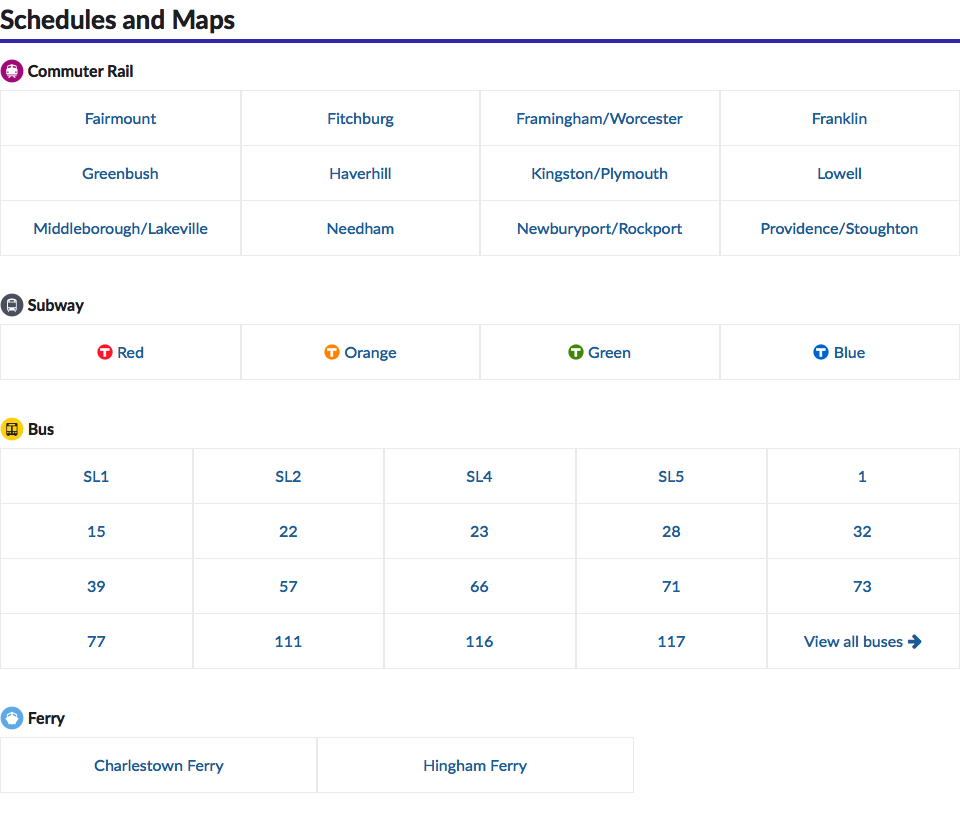 Schedules and Maps
Commuter Rail
Fairmount Fitchburg Framingham/Worcester Franklin
Greenbush Haverhill Kingston/Plymouth Lowell
Middleborough/Lakeville Needham Newburyport/Rockport Providence/Stoughton
Subway
T Red T Orange T Green T Blue
Bus
SL1 SL2 SL4 SL5 1
15 22 23 28 32
39 57 66 71 73
77 111 116 117 View all buses
Ferry
Charlestown Ferry Hingham Ferry